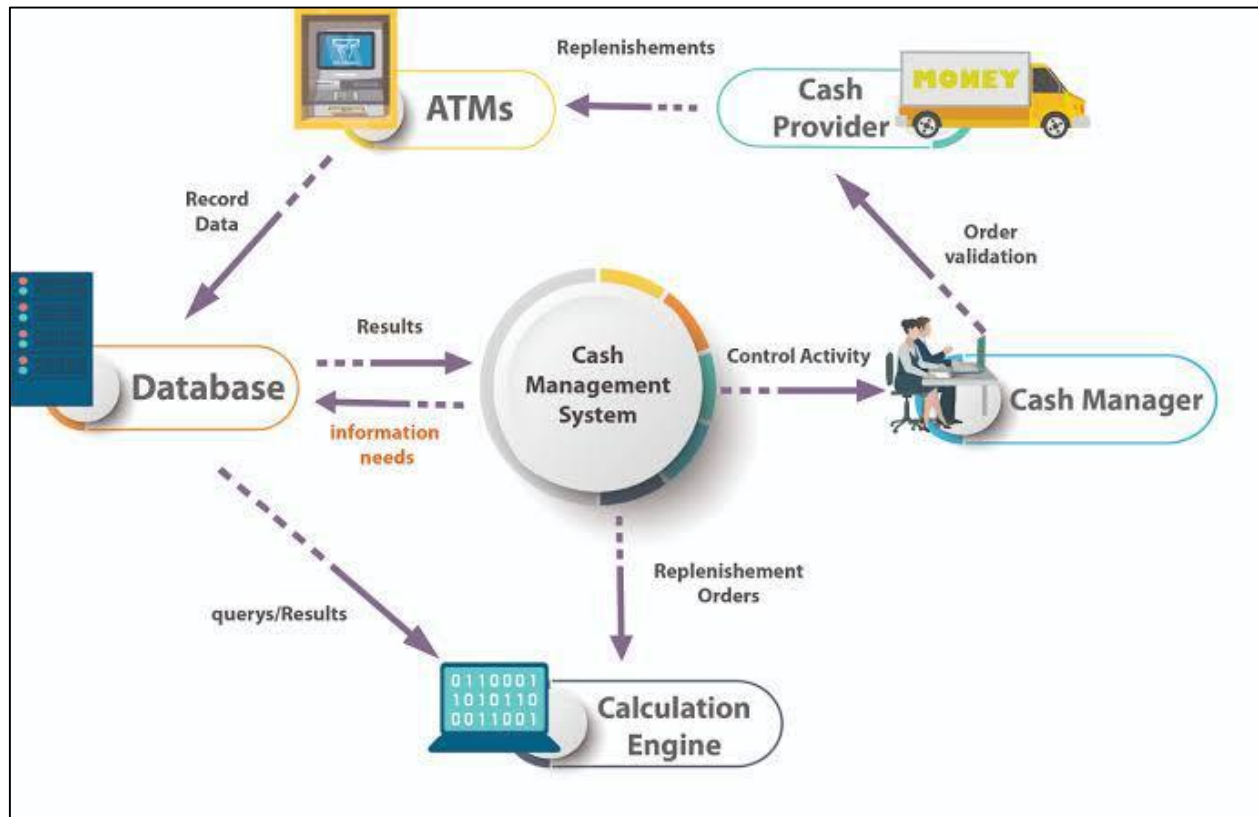 Replenishements
ATMs
Cash
Provider
MONEY
Record
Data
Order
validation
Results
Cash
Management
System
Control Activity
Database
Cash Manager
information
needs
Replenishement
Orders
querys/Results
0110001
1010110
0011001
Calculation
Engine